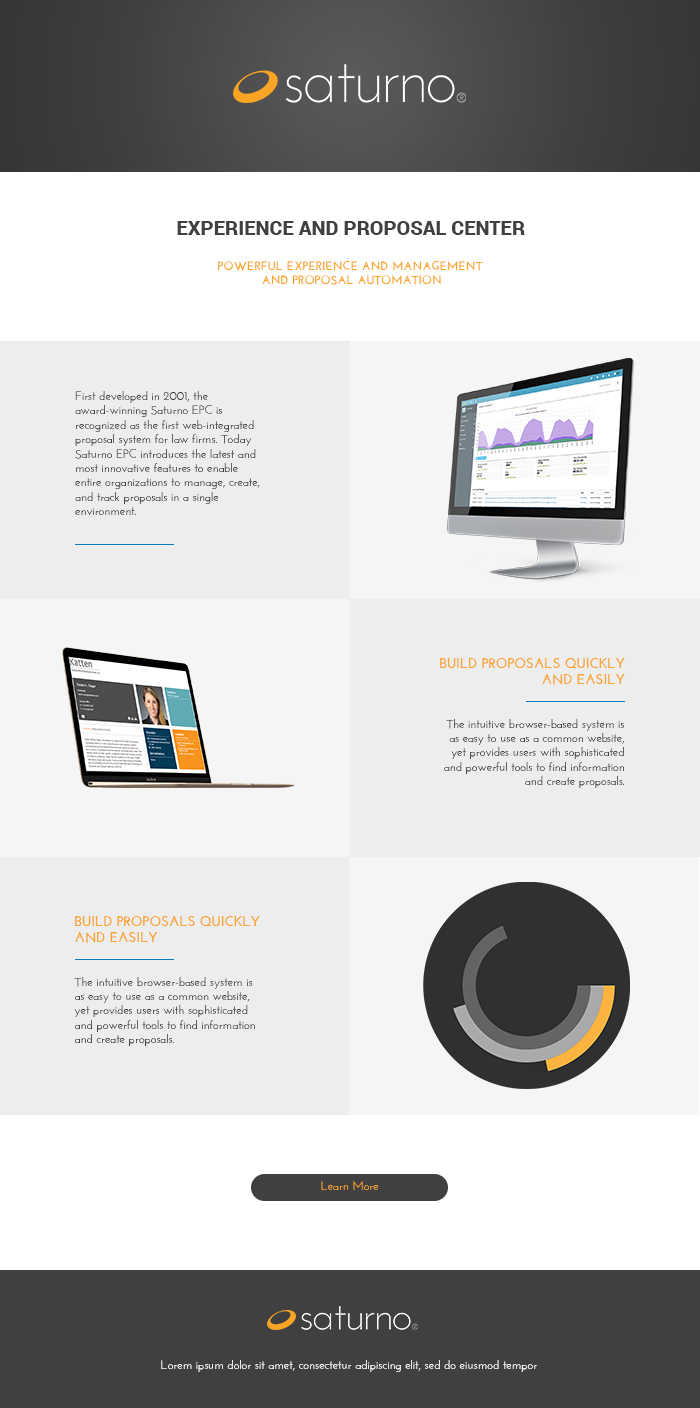 saturno®
EXPERIENCE AND PROPOSAL CENTER
POWERFUL EXPERIENCE AND MANAGEMENT
AND PROPOSAL AUTOMATION
First developed in 2001, the
award-winning Saturno EPC is
recognized as the first web-integrated
proposal system for law firms. Today
Saturno EPC introduces the latest and
most innovative features to enable
entire organizations to manage, create,
and track proposals in a single
environment.
Katten
BUILD PROPOSALS QUICKLY
AND EASILY
The intuitive browser-based system is
as easy to use as a common website,
yet provides users with sophisticated
and powerful tools to find information
and create proposals.
BUILD PROPOSALS QUICKLY
AND EASILY
The intuitive browser-based system is
as easy to use as a common website,
yet provides users with sophisticated
and powerful tools to find information
and create proposals.
Learn More
saturno®
Lorem ipsum dolor sit amet, consectetur adipiscing elit, sed do eiusmod tempor